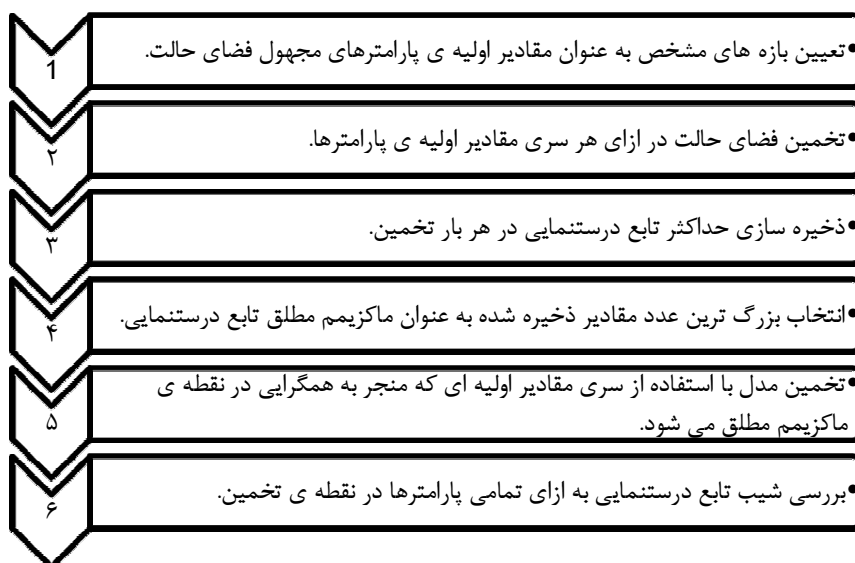 1
•تعیین بازه های مشخص به عنوان مقادیر اولیه ی پارامترهای مجهول فضای حالت.
۲
•تخمین فضای حالت در ازای هر سری مقادیر اولیه ی پارامترها.
۳
•ذخیره سازی حداکثر تابع درستنمایی در هر بار تخمین.
۴
•انتخاب بزرگ ترین عدد مقادیر ذخیره شده به عنوان ماکزیمم مطلق تابع درستنمایی.
۵
•تخمین مدل با استفاده از سری مقادیر اولیه ای که منجر به همگرایی در نقطه ی
ماکزیمم مطلق می شود.
۶
•بررسی شیب تابع درستنمایی به ازای تمامی پارامترها در نقطه ی تخمین.